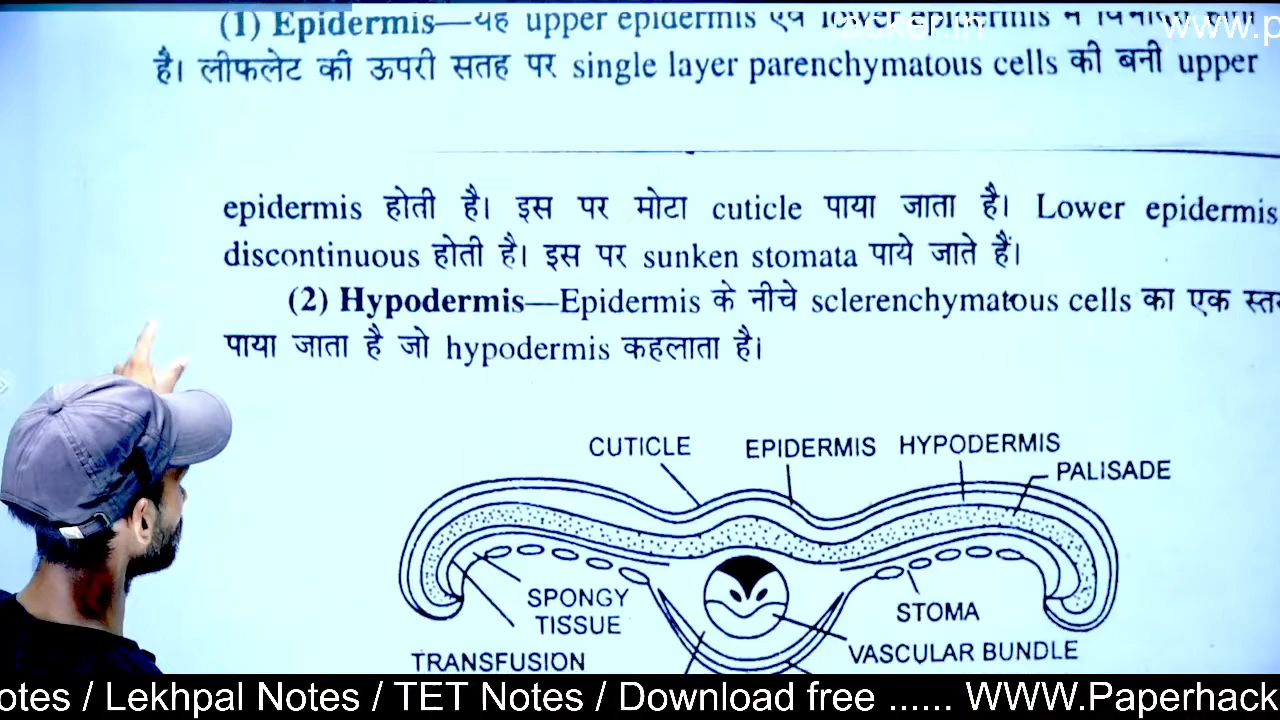 (1) Epidermis—यह upper epidermis एवं lower epidermis में
है। लीफलेट की ऊपरी सतह पर single layer parenchymatous cells की बनी upper
epidermis होती है। इस पर मोटा cuticle पाया जाता है। Lower epidermis
discontinuous होती है। इस पर sunken stomata पाये जाते हैं।
(2) Hypodermis—Epidermis के नीचे sclerenchymatous cells का एक स्तर
पाया जाता है जो hypodermis कहलाता है।
CUTICLE EPIDERMIS HYPODERMIS
PALISADE
SPONGY
TISSUE
STOMA
TRANSFUSION
VASCULAR BUNDLE
otes / Lekhpal Notes / TET Notes / Download free ...... WWW.Paperhack